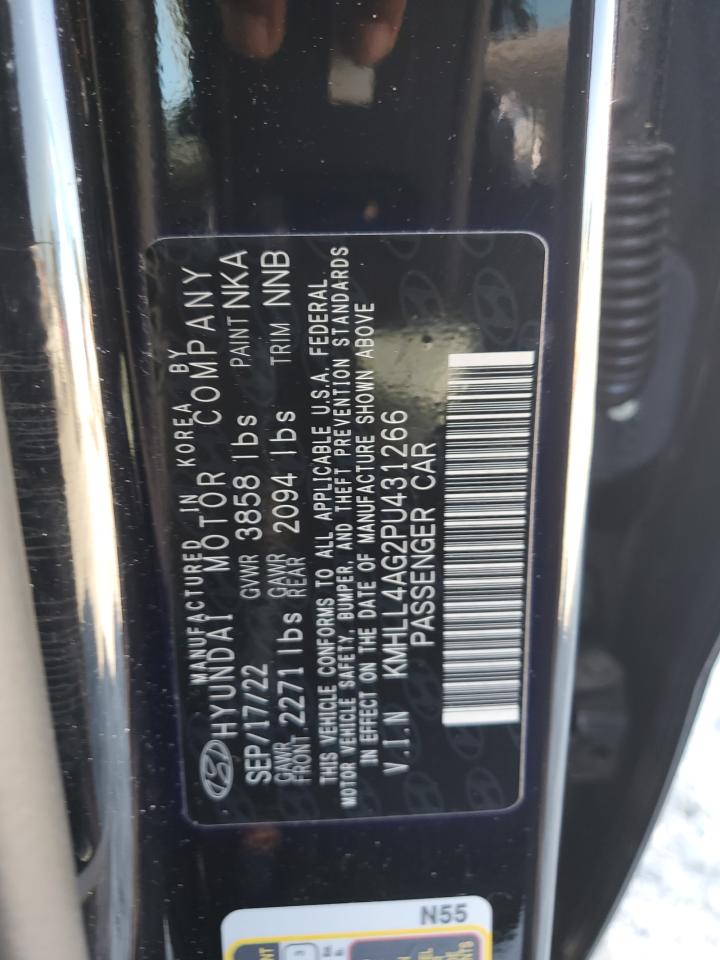 MANUFACTURED IN KOREA BY
HYUNDAI MOTOR COMPANY
SEP/17/22 GVWR 3858 lbs PAINT NKA
GAWR FRONT 2271 lbs GAWR REAR 2094 lbs TRIM NNB
THIS VEHICLE CONFORMS TO ALL APPLICABLE U.S.A. FEDERAL
MOTOR VEHICLE SAFETY, BUMPER, AND THEFT PREVENTION STANDARDS
IN EFFECT ON THE DATE OF MANUFACTURE SHOWN ABOVE
V.I.N KMHLL4AG2PU431266
PASSENGER CAR
N55